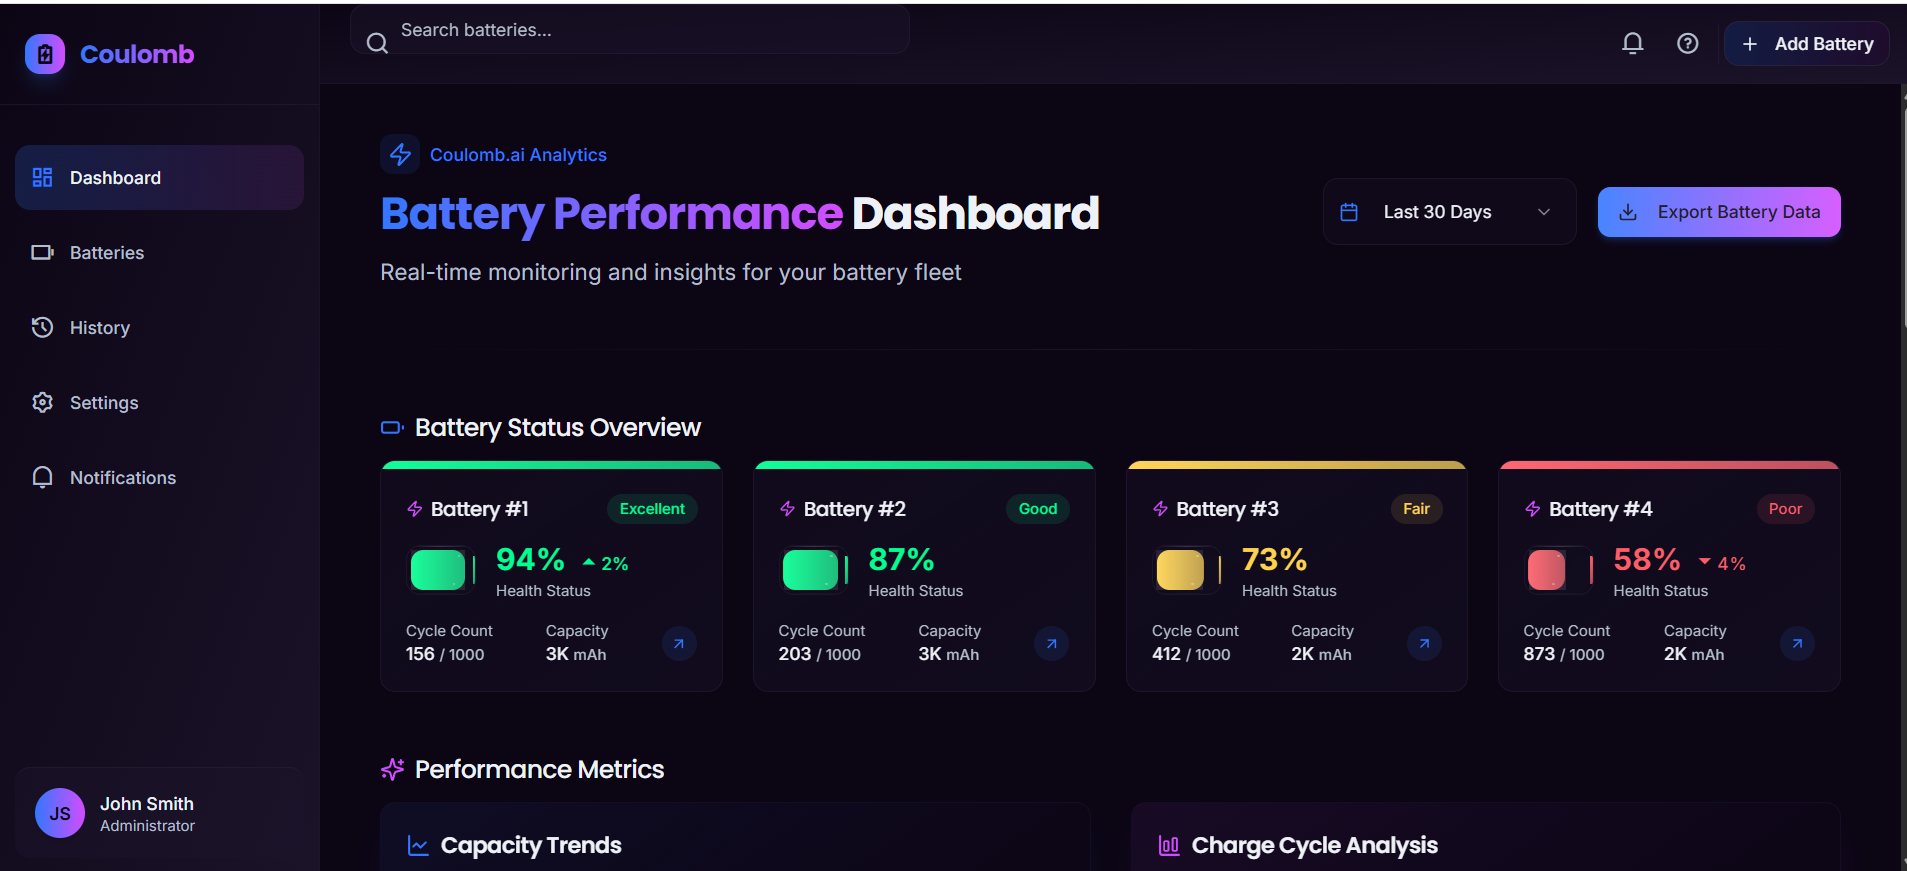 Coulomb
Search batteries...
Add Battery
Dashboard
Batteries
History
Settings
Notifications
JS
John Smith
Administrator
Coulomb.ai Analytics
Battery Performance Dashboard
Real-time monitoring and insights for your battery fleet
Last 30 Days
Export Battery Data
Battery Status Overview
Battery #1
Excellent
94%
2%
Health Status
Cycle Count
156 / 1000
Capacity
3K mAh
Battery #2
Good
87%
Health Status
Cycle Count
203 / 1000
Capacity
3K mAh
Battery #3
Fair
73%
Health Status
Cycle Count
412 / 1000
Capacity
2K mAh
Battery #4
Poor
58%
4%
Health Status
Cycle Count
873 / 1000
Capacity
2K mAh
Performance Metrics
Capacity Trends
Charge Cycle Analysis